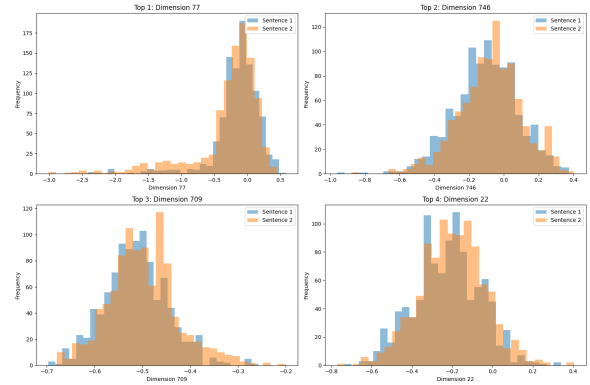 Top 1: Dimension 77
Sentence 1
Sentence 2
175
150
125
100
75
50
25
0
Frequency
−3.0
−2.5
−2.0
−1.5
−1.0
−0.5
0.0
0.5
Dimension 77
Top 2: Dimension 746
Sentence 1
Sentence 2
120
100
80
60
40
20
0
Frequency
−1.0
−0.8
−0.6
−0.4
−0.2
0.0
0.2
0.4
Dimension 746
Top 3: Dimension 709
Sentence 1
Sentence 2
120
100
80
60
40
20
0
Frequency
−0.7
−0.6
−0.5
−0.4
−0.3
−0.2
Dimension 709
Top 4: Dimension 22
Sentence 1
Sentence 2
100
80
60
40
20
0
Frequency
−0.8
−0.6
−0.4
−0.2
0.0
0.2
0.4
Dimension 22